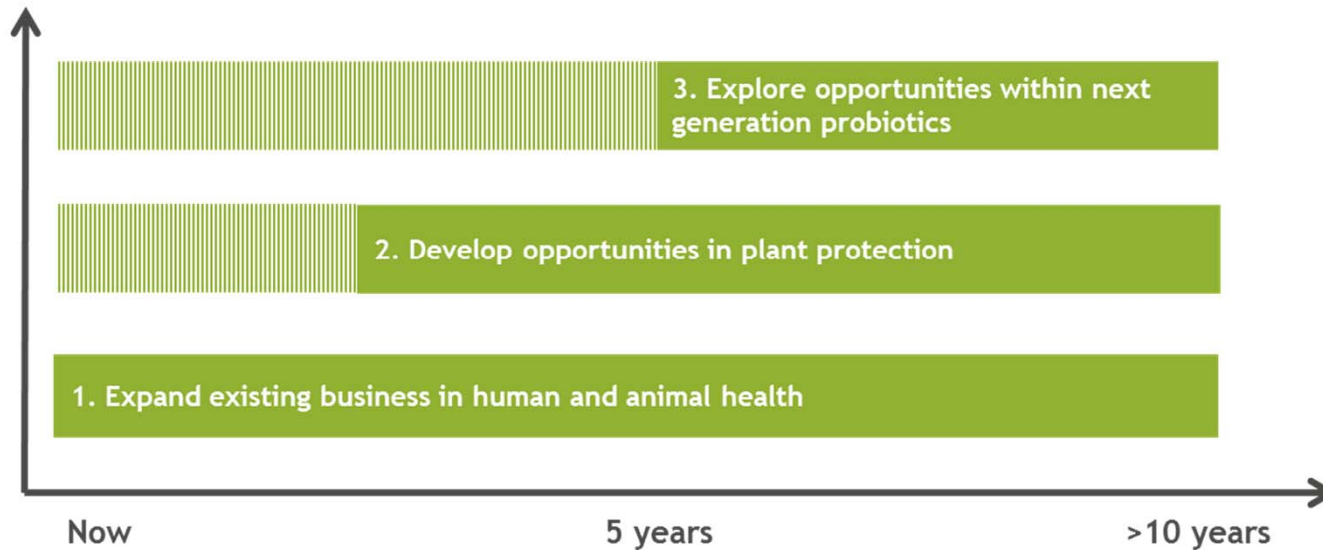 3. Explore opportunities within next
generation probiotics
2. Develop opportunities in plant protection
1. Expand existing business in human and animal health
Now
5 years
>10 years